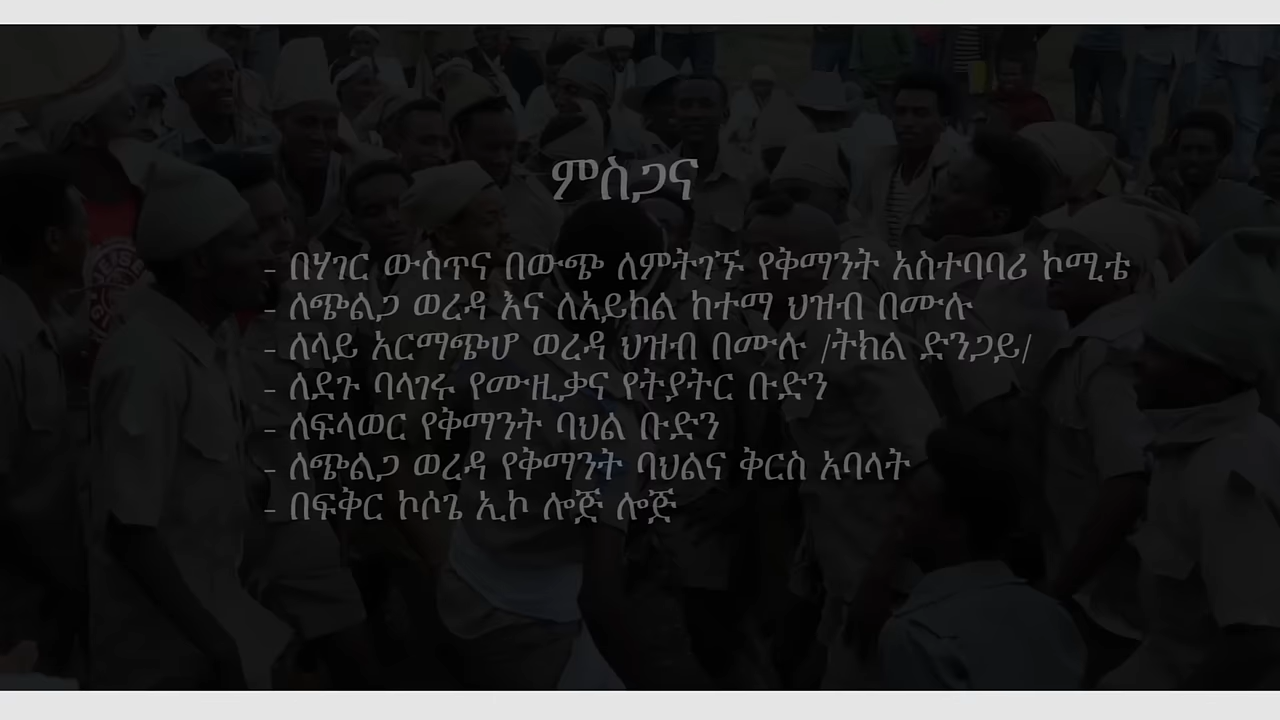 ምስጋና
- በሃገር ውስጥና በውጭ ለምትገኙ የቅማንት አስተባባሪ ኮሚቴ
- ለጭልጋ ወረዳ እና ለአይከል ከተማ ህዝብ በሙሉ
- ለላይ አርማጭሆ ወረዳ ህዝብ በሙሉ /ትክል ድንጋይ/
- ለደጉ ባላገሩ የሙዚቃና የትያትር ቡድን
- ለፍላወር የቅማንት ባህል ቡድን
- ለጭልጋ ወረዳ የቅማንት ባህልና ቅርስ አባላት
- በፍቅር ኮሶጌ ኢኮ ሎጅ ሎጅ